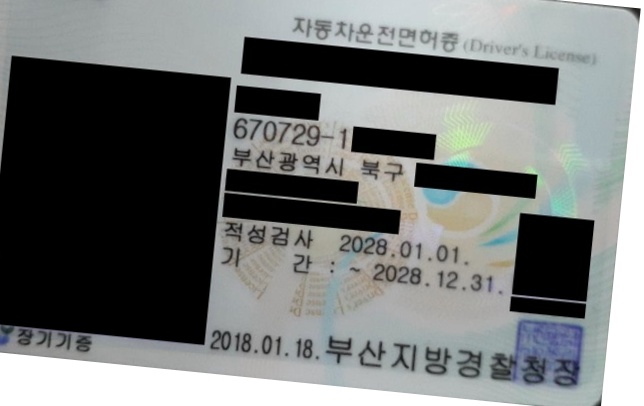 자동차운전면허증 (Driver's License)
670729-1
부산광역시 북구
적성검사 2028.01.01.
기 간 : ~ 2028.12.31.
장기기증
2018.01.18. 부산지방경찰청장